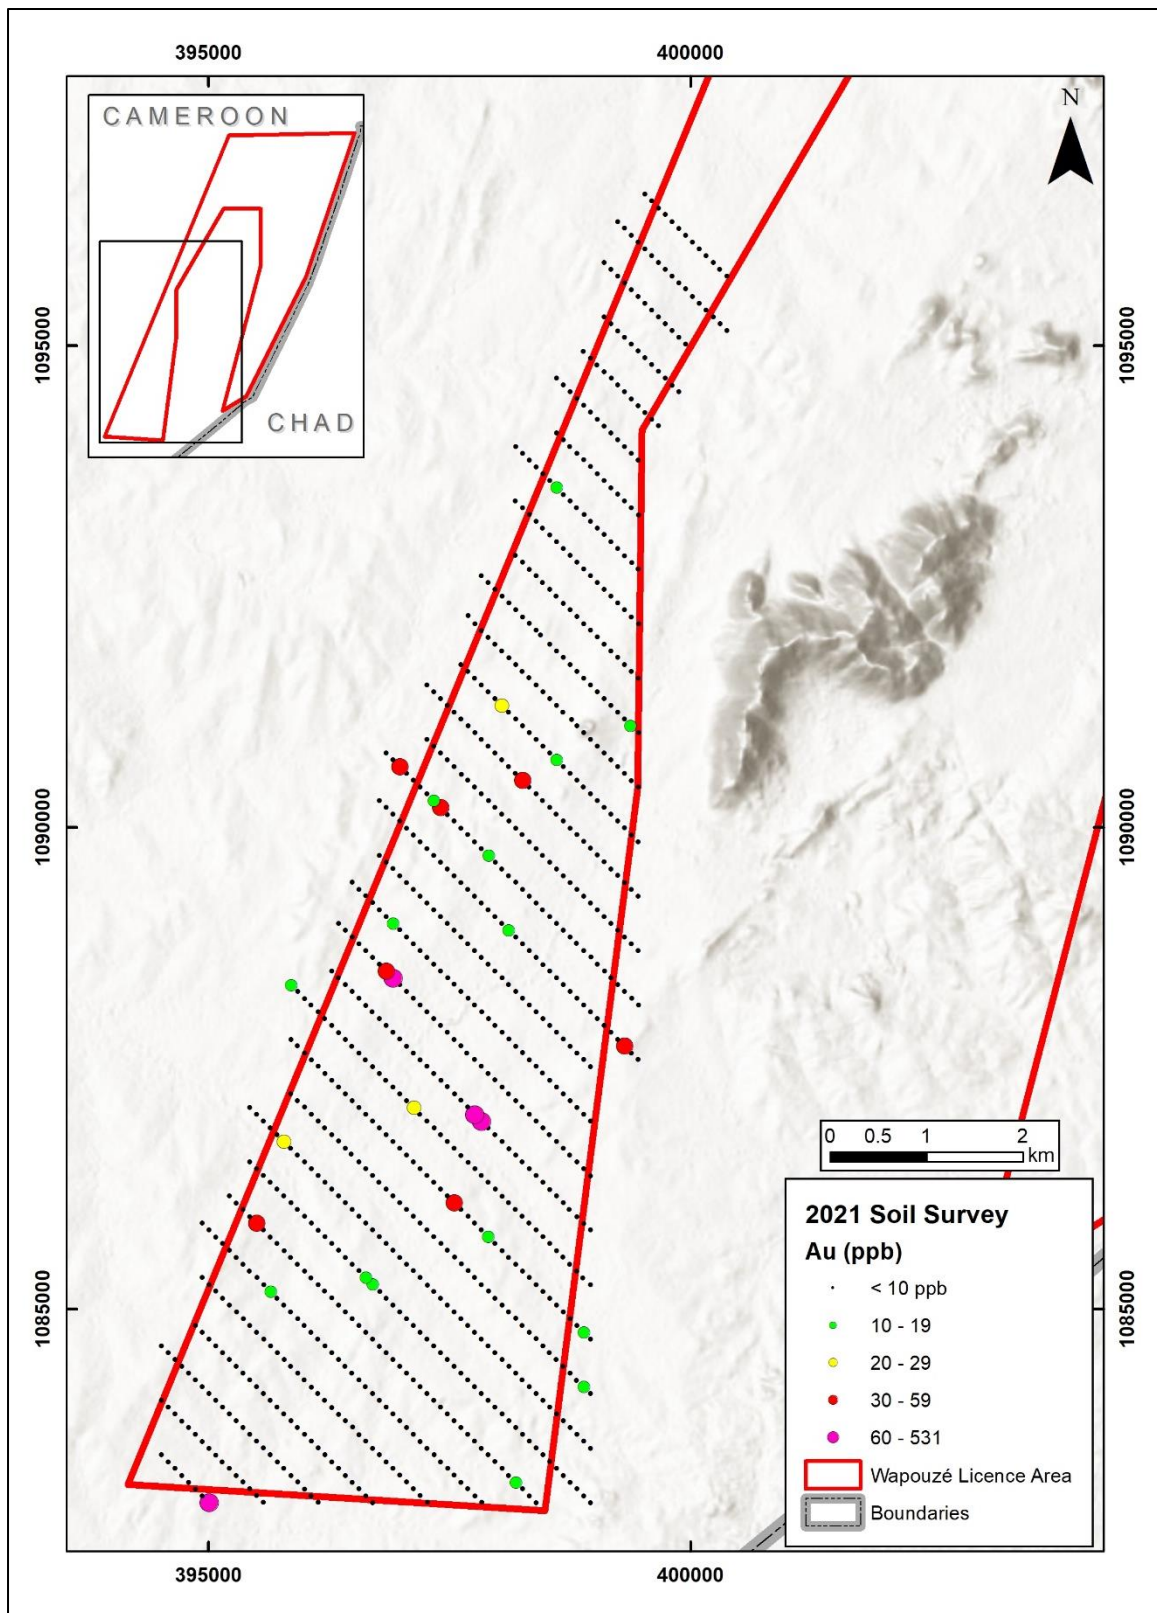 395000 400000
CAMEROON
CHAD
N
1095000 1095000
1090000 1090000
1085000 1085000
0 0.5 1 2
km
2021 Soil Survey
Au (ppb)
< 10 ppb
10 - 19
20 - 29
30 - 59
60 - 531
Wapouzé Licence Area
Boundaries
395000 400000